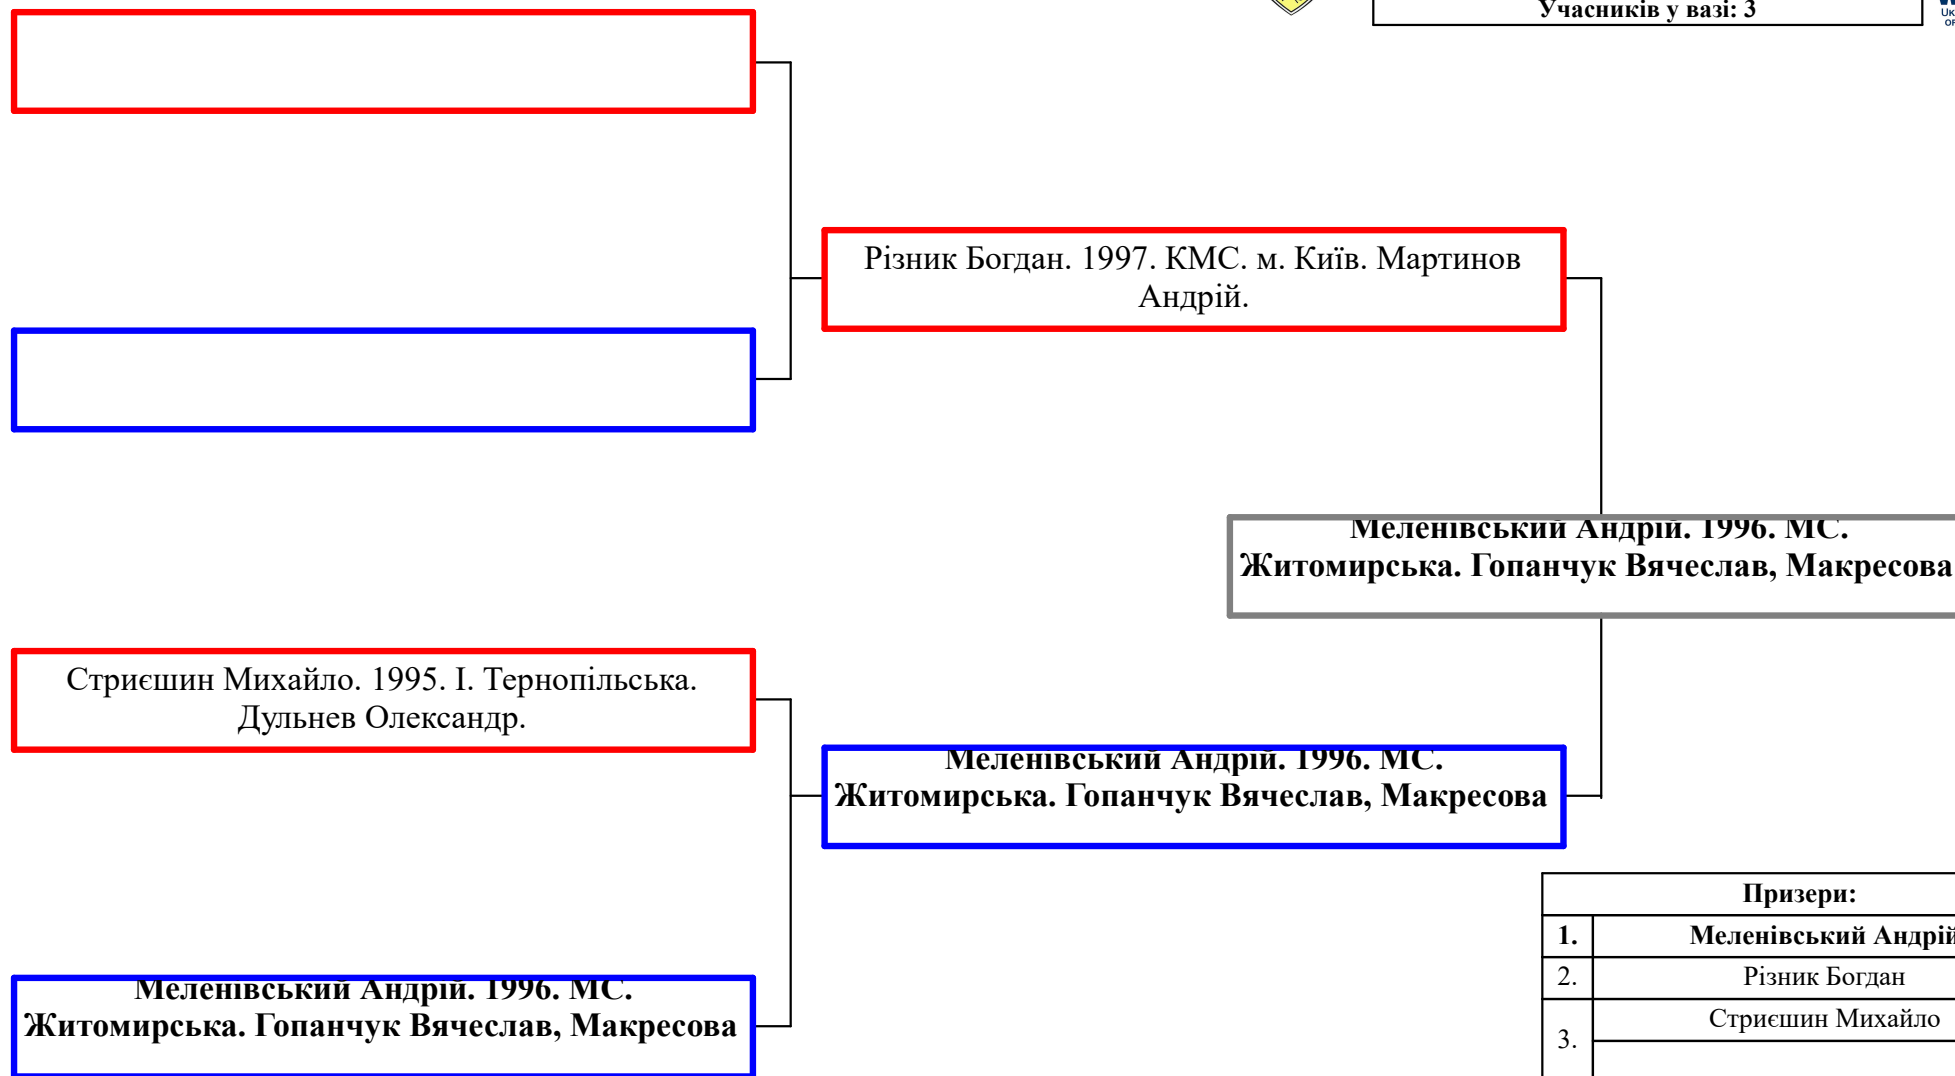 Учасників у вазі: 3
Різник Богдан. 1997. КМС. м. Київ. Мартинов
Андрій.
Меленівський Андрій. 1996. МС.
Житомирська. Гопанчук Вячеслав, Макресова
Стриєшин Михайло. 1995. І. Тернопільська.
Дульнев Олександр.
Меленівський Андрій. 1996. МС.
Житомирська. Гопанчук Вячеслав, Макресова
Призери:
1. Меленівський Андрій
2. Різник Богдан
3. Стриєшин Михайло
Меленівський Андрій. 1996. МС.
Житомирська. Гопанчук Вячеслав, Макресова